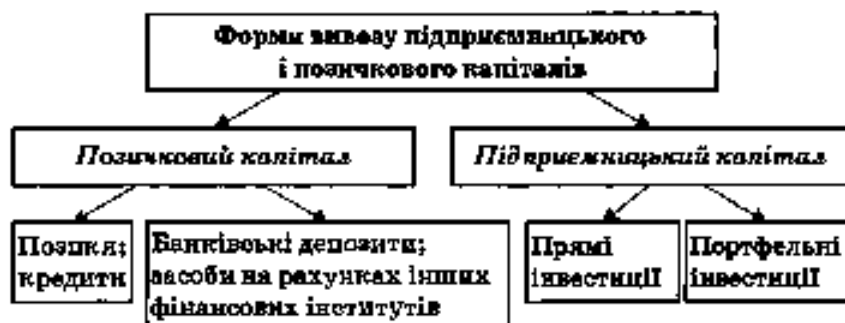 Форми вивозу підприємницького
і позичкового капіталів
Позичковий капітал
Підприємницький капітал
Позики;
кредити
Банківські депозити;
засоби на рахунках інших
фінансових інститутів
Прямі
інвестиції
Портфельні
інвестиції